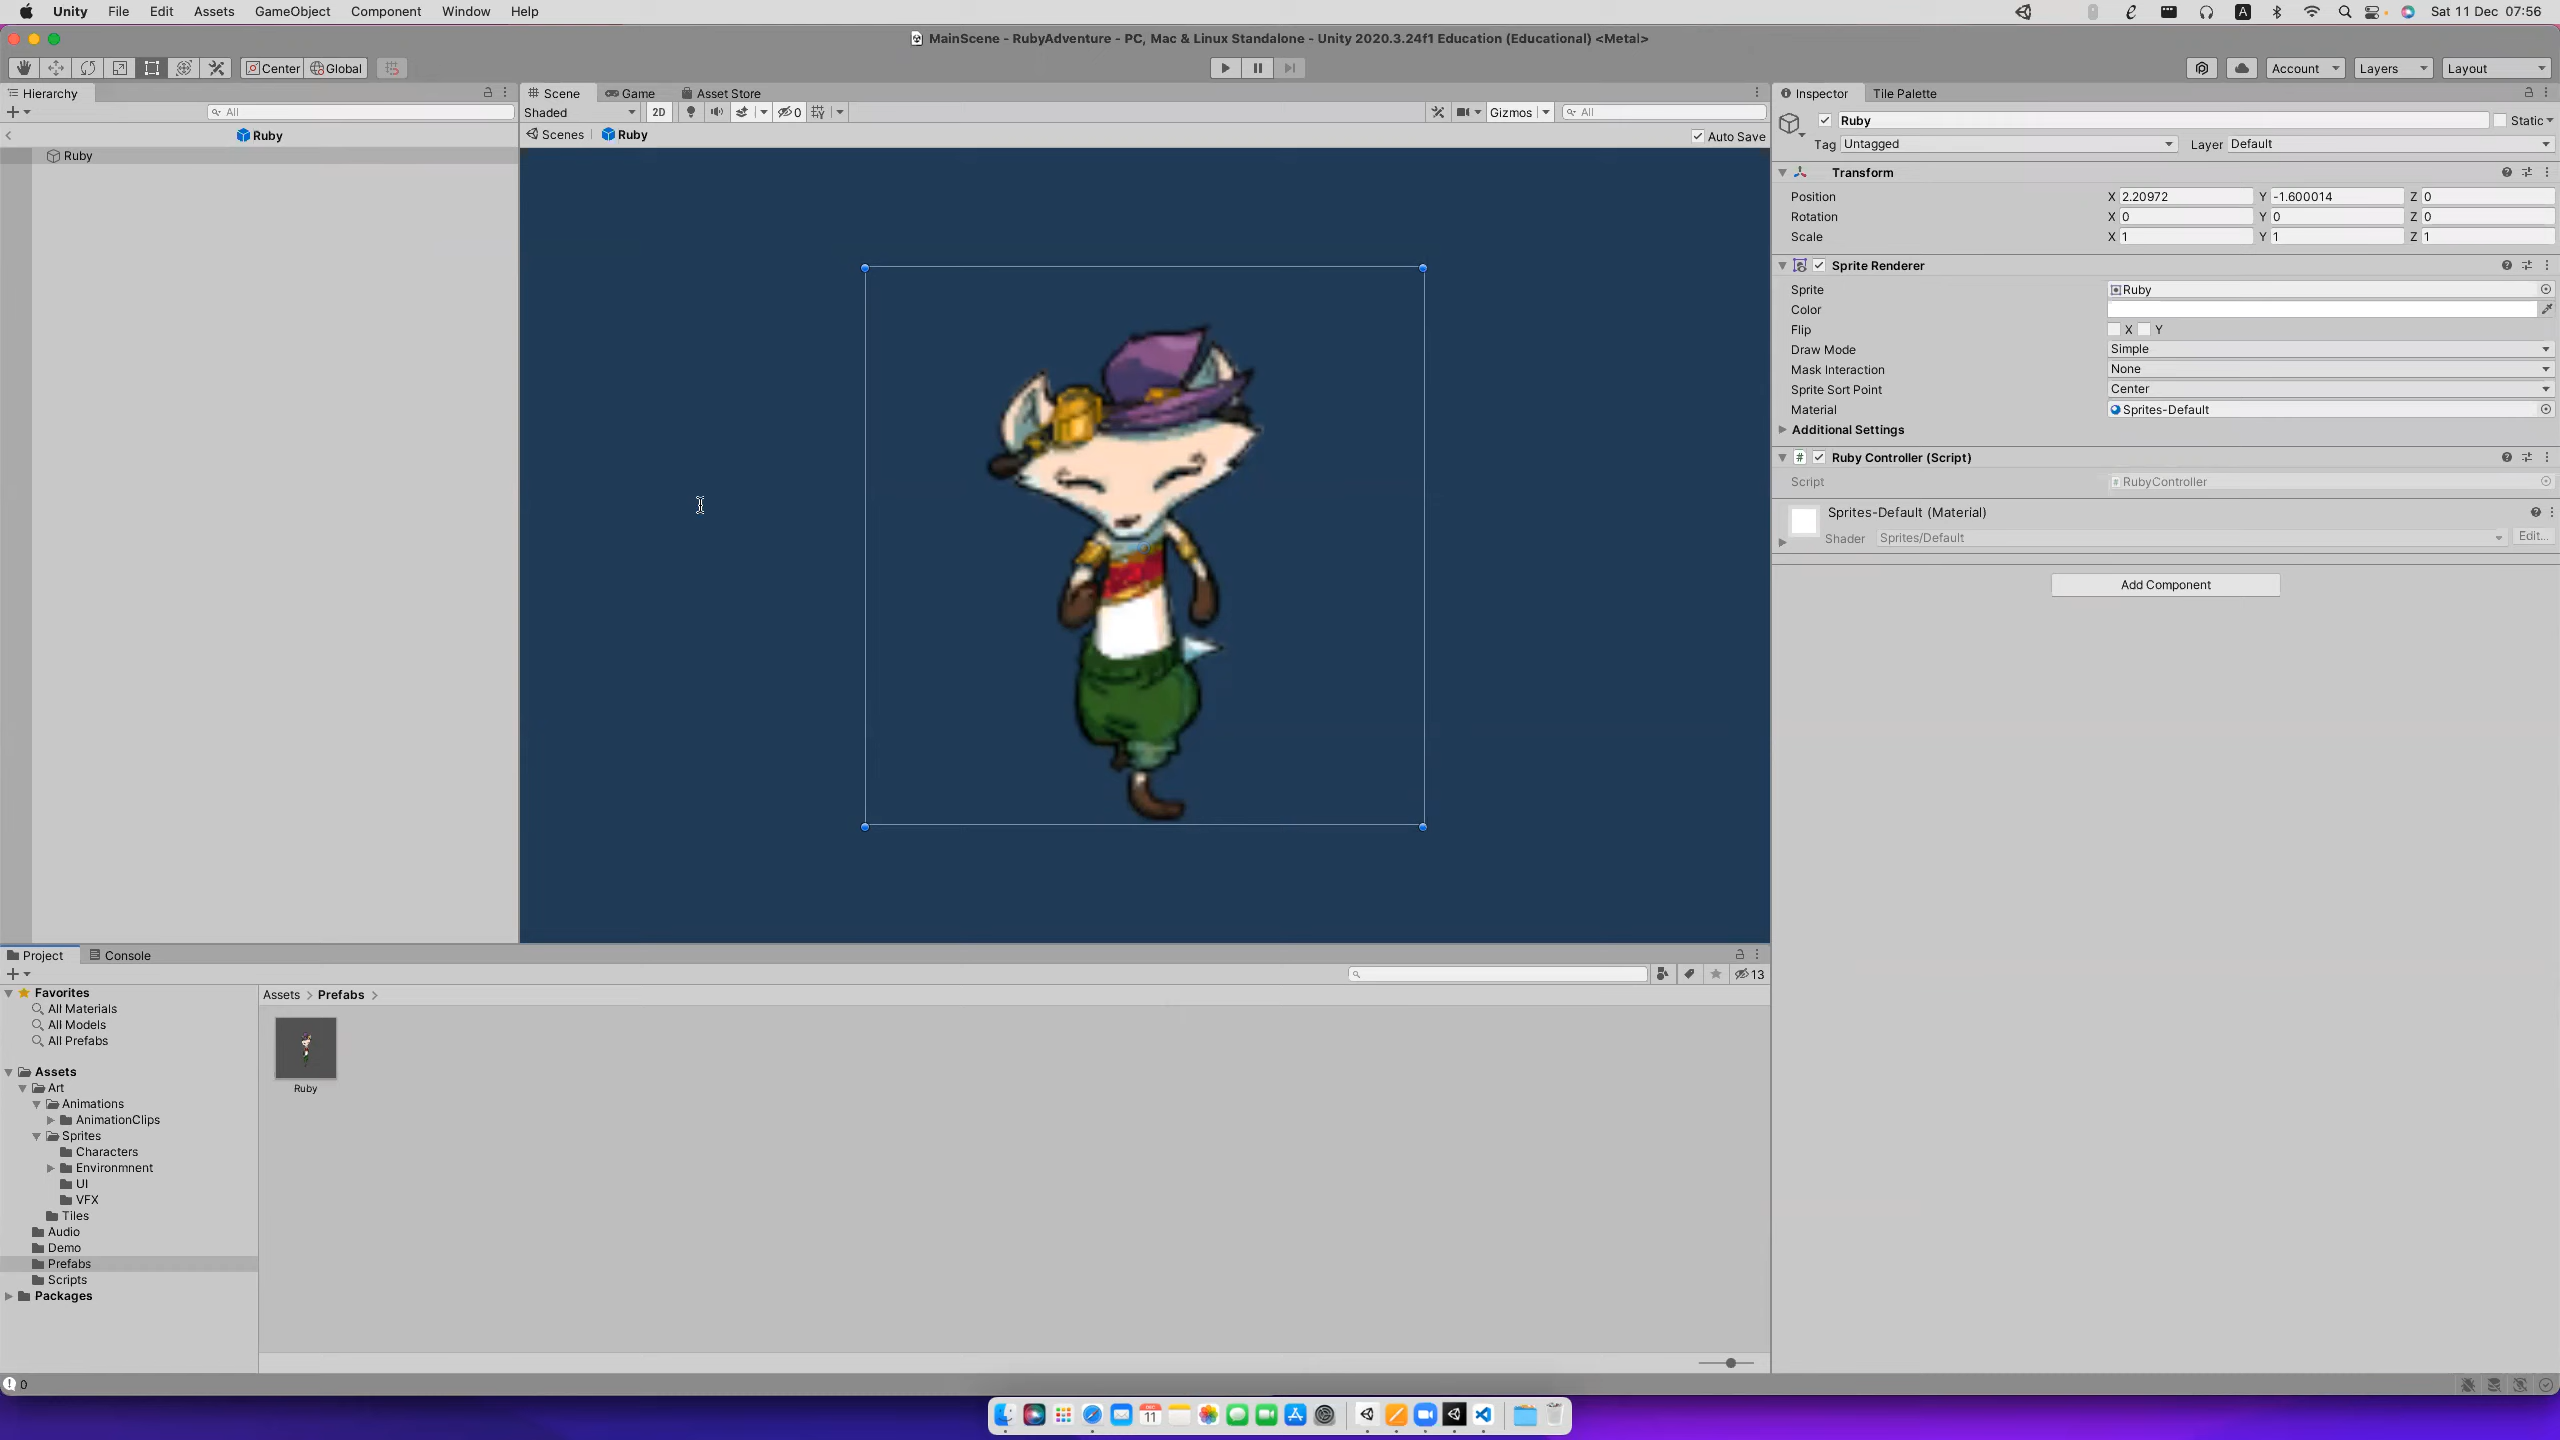 Unity File Edit Assets GameObject Component Window Help A Sat 11 Dec 07:56
MainScene - RubyAdventure - PC, Mac & Linux Standalone - Unity 2020.3.24f1 Education (Educational) <Metal>
Center Global Account Layers Layout
Hierarchy
All
Ruby
Ruby
Scene Game Asset Store
Shaded 2D 0 Gizmos All
Scenes Ruby Auto Save
Inspector Tile Palette
Ruby Static
Tag Untagged Layer Default
Transform
Position X 2.20972 Y -1.600014 Z 0
Rotation X 0 Y 0 Z 0
Scale X 1 Y 1 Z 1
Sprite Renderer
Sprite Ruby
Color
Flip X Y
Draw Mode Simple
Mask Interaction None
Sprite Sort Point Center
Material Sprites-Default
Additional Settings
# Ruby Controller (Script)
Script # RubyController
Sprites-Default (Material)
Shader Sprites/Default Edit...
Add Component
Project Console
13
Favorites
All Materials
All Models
All Prefabs
Assets
Art
Animations
AnimationClips
Sprites
Characters
Environmnent
UI
VFX
Tiles
Audio
Demo
Prefabs
Scripts
Packages
Assets > Prefabs >
Ruby
0
DEC
11